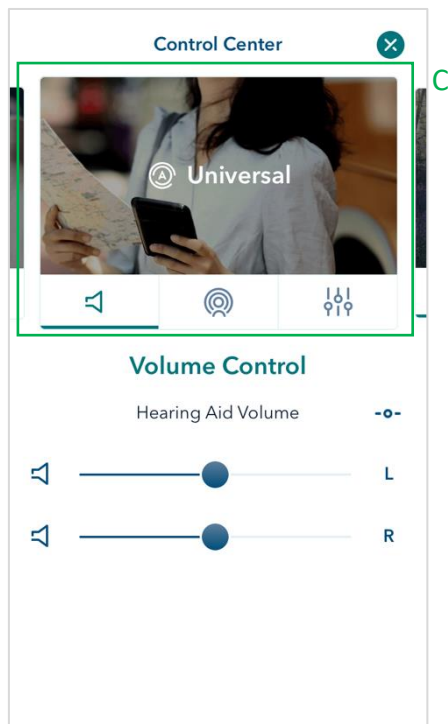 Control Center
C
A Universal
Volume Control
Hearing Aid Volume
L
R